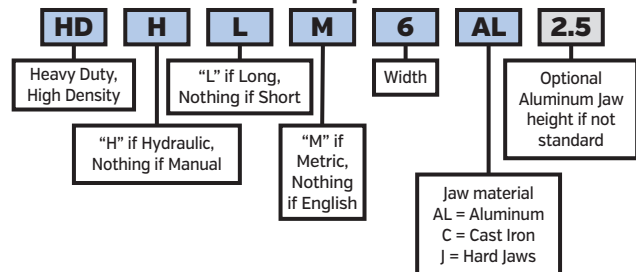 HD H L M 6 AL 2.5
Heavy Duty,
High Density
“L” if Long,
Nothing if Short
Width
Optional
Aluminum Jaw
height if not
standard
“H” if Hydraulic,
Nothing if Manual
“M” if
Metric,
Nothing
if English
Jaw material
AL = Aluminum
C = Cast Iron
J = Hard Jaws